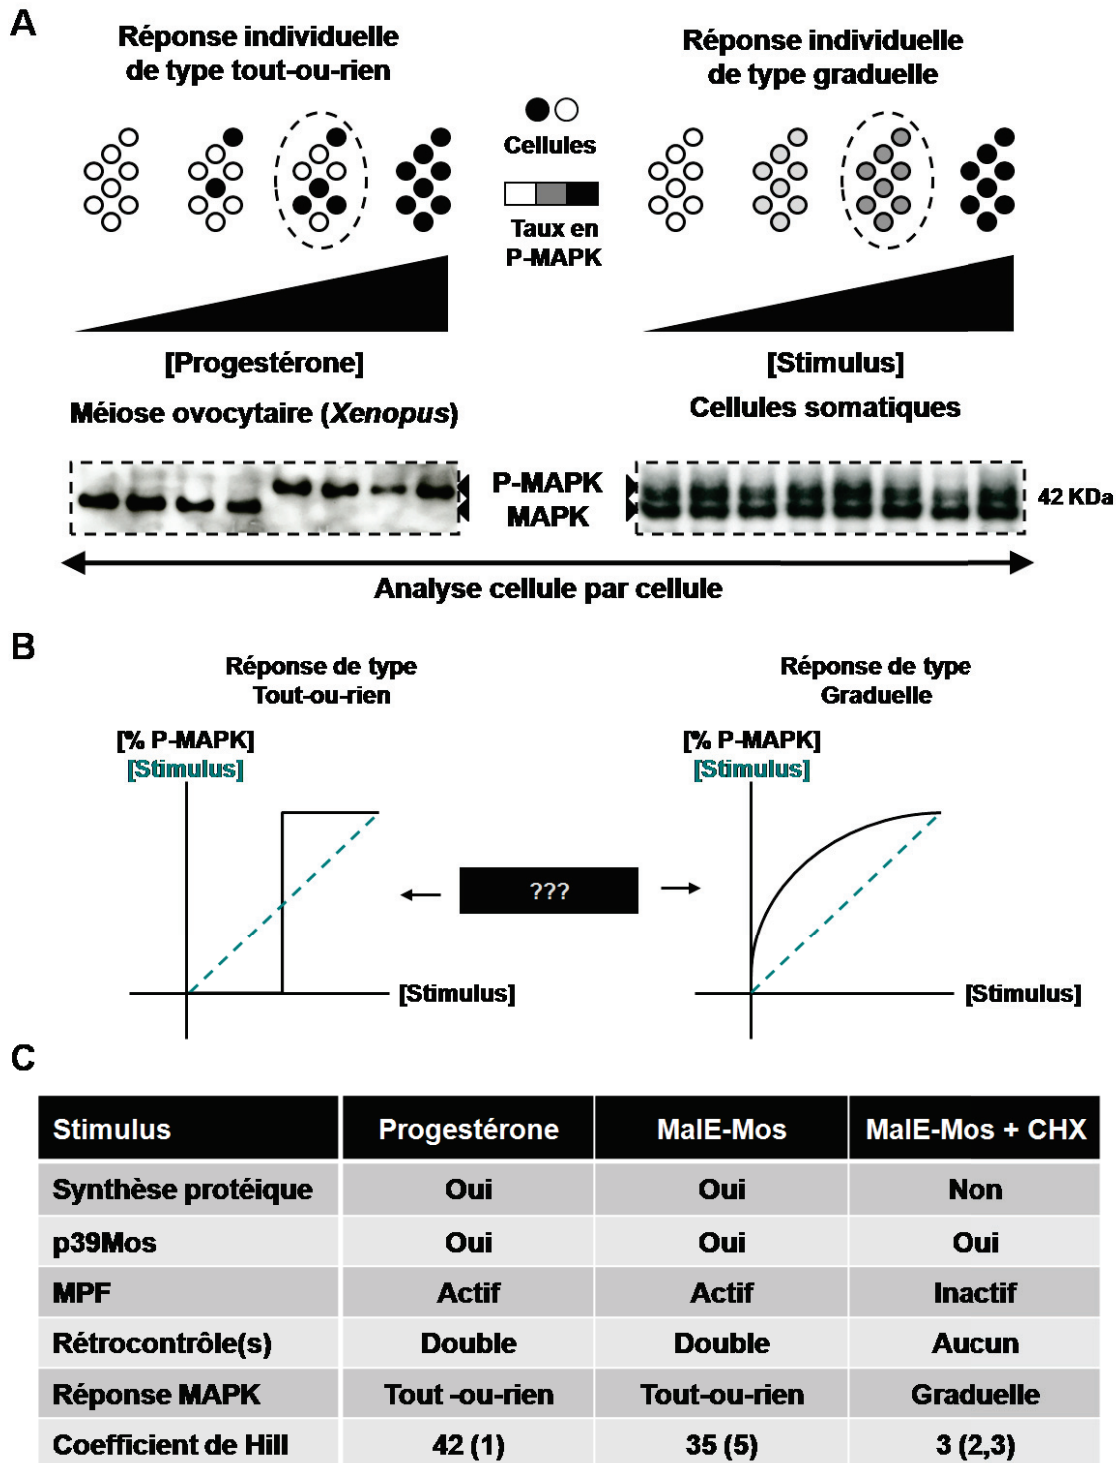 A
Réponse individuelle
de type tout-ou-rien
Réponse individuelle
de type graduelle
Cellules
Taux en
P-MAPK
[Progestérone]
[Stimulus]
Méiose ovocytaire (Xenopus)
Cellules somatiques
P-MAPK
MAPK
42 KDa
Analyse cellule par cellule
B
Réponse de type
Tout-ou-rien
Réponse de type
Graduelle
[% P-MAPK]
[Stimulus]
[% P-MAPK]
[Stimulus]
???
[Stimulus]
[Stimulus]
C
Stimulus Progestérone MalE-Mos MalE-Mos + CHX
Synthèse protéique Oui Oui Non
p39Mos Oui Oui Oui
MPF Actif Actif Inactif
Rétrocontrôle(s) Double Double Aucun
Réponse MAPK Tout -ou-rien Tout-ou-rien Graduelle
Coefficient de Hill 42 (1) 35 (5) 3 (2,3)